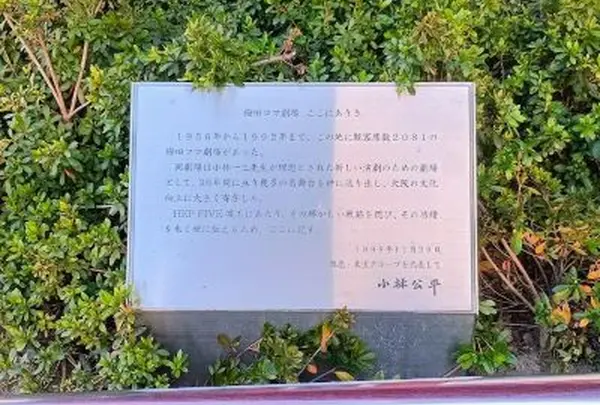 梅田コマ劇場 ここにありき
1956年から1992年まで、この地に観客席数2081の
梅田コマ劇場があった。
同劇場は小林一三先生が理想とされた新しい演劇のための劇場
として、36年間に亘り幾多の名舞台を世に送り出し、大阪の文化
向上に大きく寄与した。
HEP FIVE竣工にあたり、その輝かしい戦績を偲び、その功績
を永く世に伝えるため、ここに記す。
1998年11月29日
阪急・東宝グループを代表して
小林公平